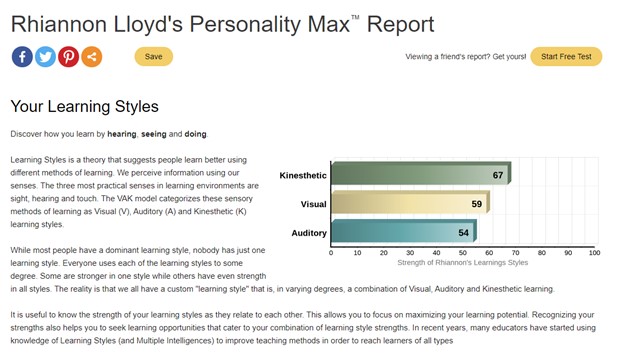 Rhiannon Lloyd's Personality Max™ Report
Save
Viewing a friend's report? Get yours!
Start Free Test
Your Learning Styles
Discover how you learn by hearing, seeing and doing.
Learning Styles is a theory that suggests people learn better using
different methods of learning. We perceive information using our
senses. The three most practical senses in learning environments are
sight, hearing and touch. The VAK model categorizes these sensory
methods of learning as Visual (V), Auditory (A) and Kinesthetic (K)
learning styles.
Kinesthetic 67
Visual 59
Auditory 54
0 10 20 30 40 50 60 70 80 90 100
Strength of Rhiannon's Learnings Styles
While most people have a dominant learning style, nobody has just one
learning style. Everyone uses each of the learning styles to some
degree. Some are stronger in one style while others have even strength
in all styles. The reality is that we all have a custom "learning style" that is, in varying degrees, a combination of Visual, Auditory and Kinesthetic learning.
It is useful to know the strength of your learning styles as they relate to each other. This allows you to focus on maximizing your learning potential. Recognizing your
strengths also helps you to seek learning opportunities that cater to your combination of learning style strengths. In recent years, many educators have started using
knowledge of Learning Styles (and Multiple Intelligences) to improve teaching methods in order to reach learners of all types